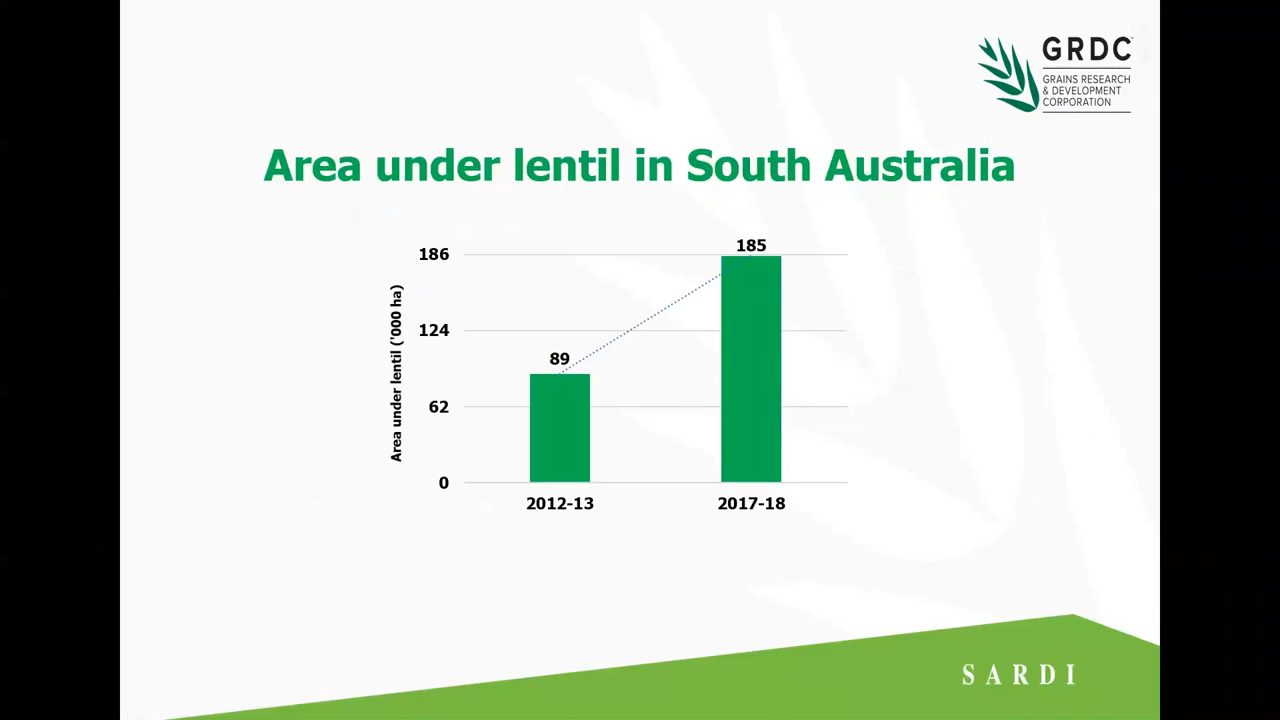 GRDC
GRAINS RESEARCH
& DEVELOPMENT
CORPORATION
Area under lentil in South Australia
Area under lentil ('000 ha)
186
124
62
0
185
89
2012-13
2017-18
SARDI